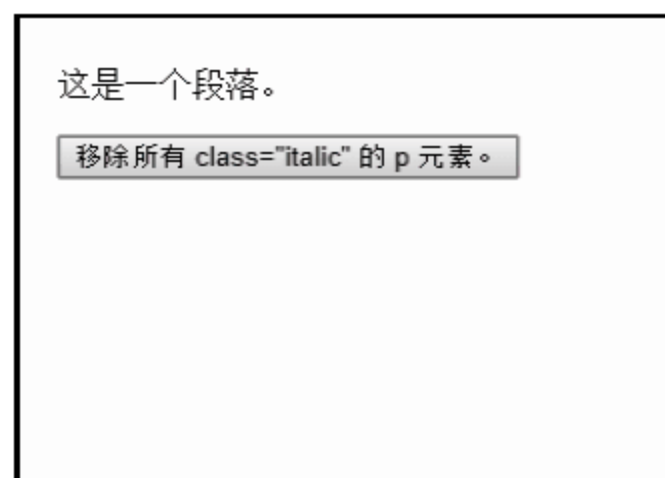 这是一个段落。
移除所有 class="italic" 的 p 元素。